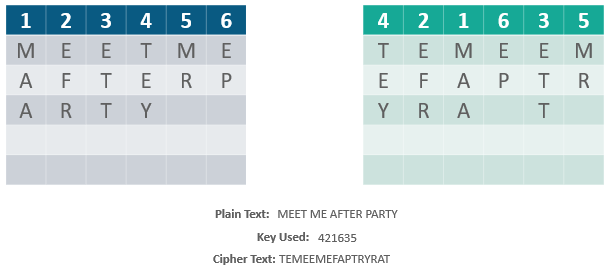 1 2 3 4 5 6
M E E T M E
A F T E R P
A R T Y
4 2 1 6 3 5
T E M E E M
E F A P T R
Y R A T
Plain Text: MEET ME AFTER PARTY
Key Used: 421635
Cipher Text: TEMEEMEFAPTRYRAT